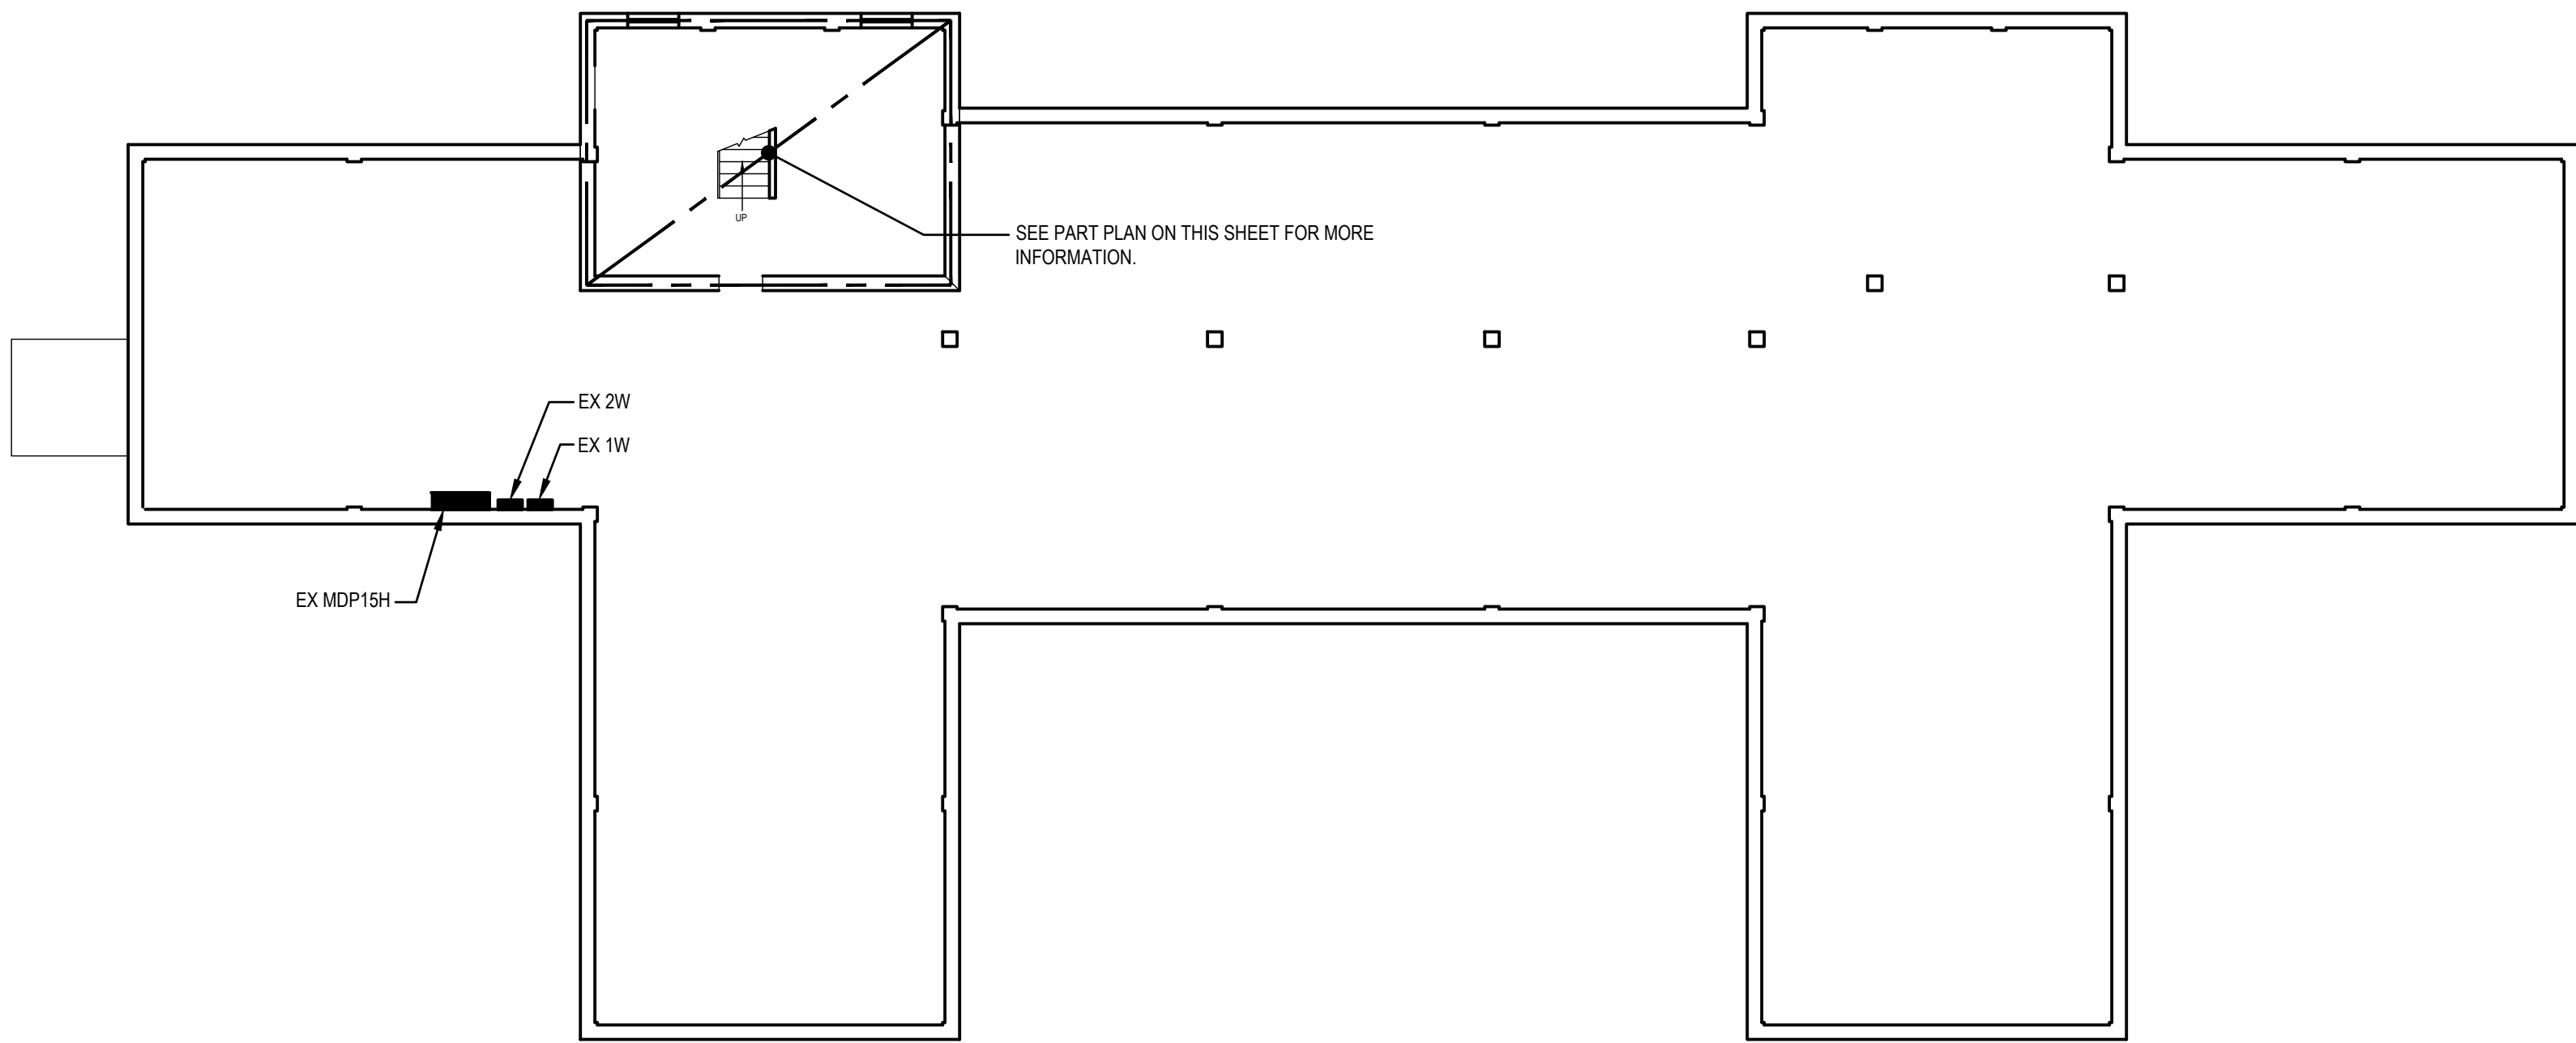 UP
SEE PART PLAN ON THIS SHEET FOR MORE
INFORMATION.
EX 2W
EX 1W
EX MDP15H